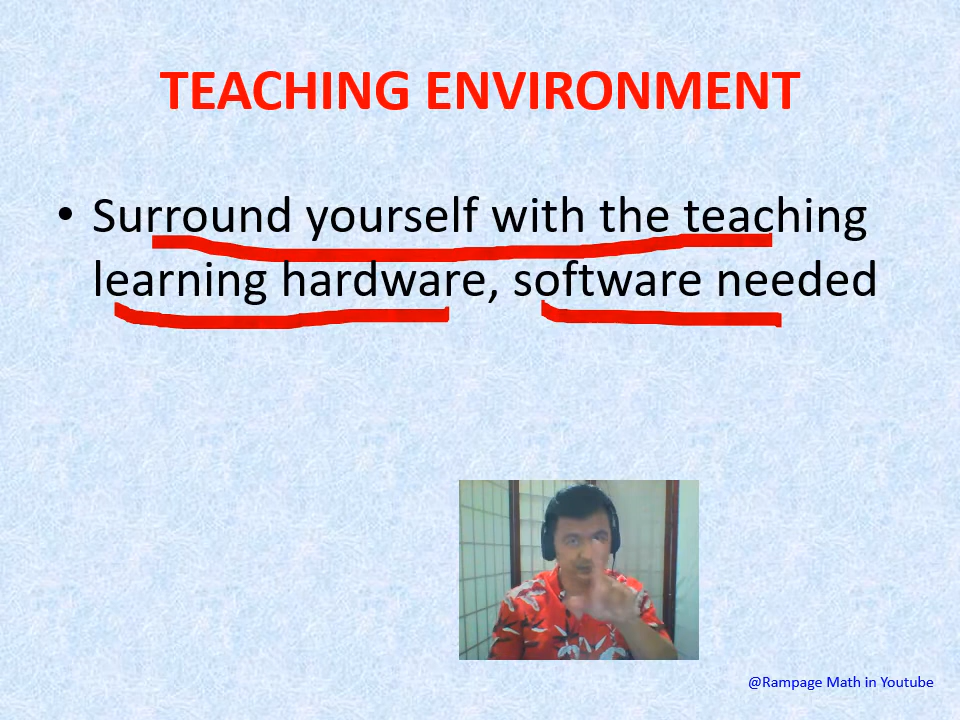 TEACHING ENVIRONMENT
• Surround yourself with the teaching
learning hardware, software needed
@Rampage Math in Youtube